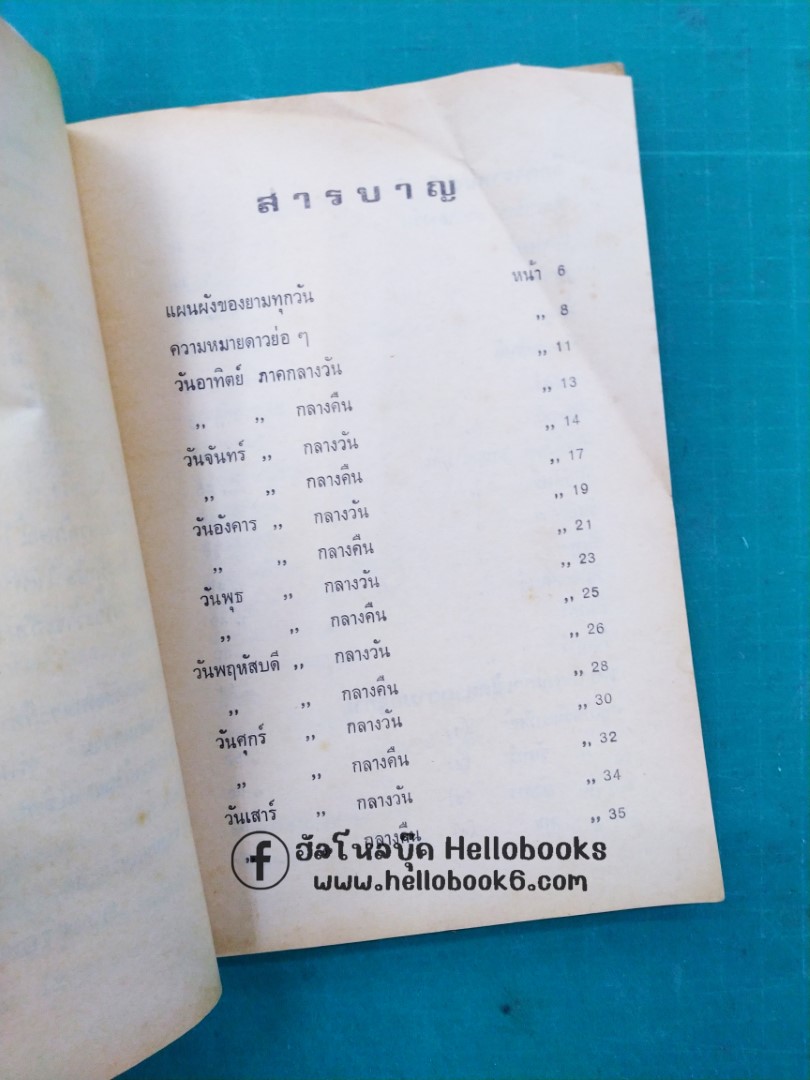 สารบาญ
แผนผังของยามทุกวัน หน้า 6
ความหมายดาวย่อ ๆ ,, 8
วันอาทิตย์ ภาคกลางวัน ,, 11
,, ,, กลางคืน ,, 13
วันจันทร์ ,, กลางวัน ,, 14
,, ,, กลางคืน ,, 17
วันอังคาร ,, กลางวัน ,, 19
,, ,, กลางคืน ,, 21
วันพุธ ,, กลางวัน ,, 23
,, ,, กลางคืน ,, 25
วันพฤหัสบดี ,, กลางวัน ,, 26
,, ,, กลางคืน ,, 28
วันศุกร์ ,, กลางวัน ,, 30
,, ,, กลางคืน ,, 32
วันเสาร์ ,, กลางวัน ,, 34
,, ,, กลางคืน ,, 35
ฮัลโหลบุ๊ค Hellobooks
www.hellobook6.com